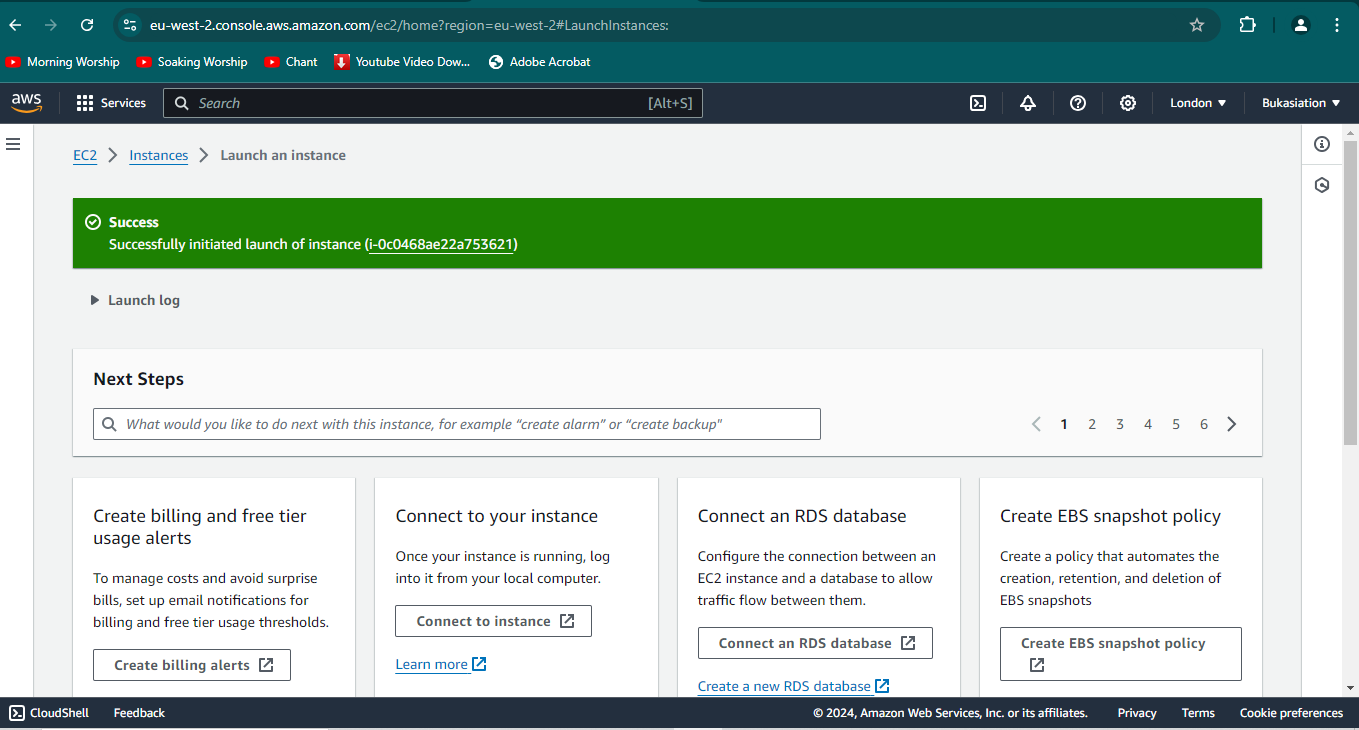 eu-west-2.console.aws.amazon.com/ec2/home?region=eu-west-2#LaunchInstances:
Morning Worship Soaking Worship Chant Youtube Video Dow... Adobe Acrobat
aws Services Search [Alt+S] London Bukasiation
EC2 Instances Launch an instance
Success
Successfully initiated launch of instance (i-0c0468ae22a753621)
Launch log
Next Steps
What would you like to do next with this instance, for example “create alarm” or “create backup”
1 2 3 4 5 6
Create billing and free tier
usage alerts
To manage costs and avoid surprise
bills, set up email notifications for
billing and free tier usage thresholds.
Create billing alerts
Connect to your instance
Once your instance is running, log
into it from your local computer.
Connect to instance
Learn more
Connect an RDS database
Configure the connection between an
EC2 instance and a database to allow
traffic flow between them.
Connect an RDS database
Create a new RDS database
Create EBS snapshot policy
Create a policy that automates the
creation, retention, and deletion of
EBS snapshots
Create EBS snapshot policy
CloudShell Feedback © 2024, Amazon Web Services, Inc. or its affiliates. Privacy Terms Cookie preferences